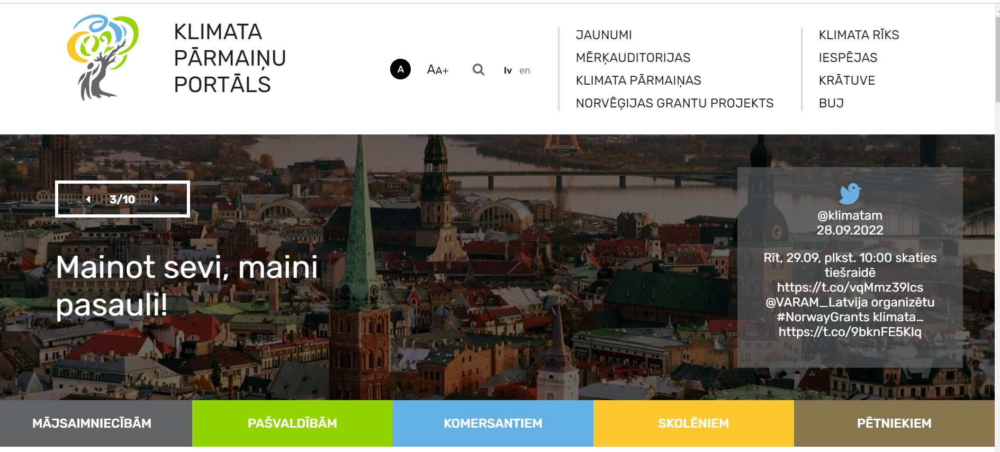 KLIMATA
PĀRMAIŅU
PORTĀLS
A
AA+
lv en
JAUNUMI
MĒRĶAUDITORIJAS
KLIMATA PĀRMAIŅAS
NORVĒĢIJAS GRANTU PROJEKTS
KLIMATA RĪKS
IESPĒJAS
KRĀTUVE
BUJ
3/10
Mainot sevi, maini
pasauli!
@klimatam
28.09.2022
Rīt, 29.09, plkst. 10:00 skaties
tiešraidē
https://t.co/vqMmz39lcs
@VARAM_Latvija organizētu
#NorwayGrants klimata…
https://t.co/9bknFE5Klq
MĀJSAIMNIECĪBĀM
PAŠVALDĪBĀM
KOMERSANTIEM
SKOLĒNIEM
PĒTNIEKIEM